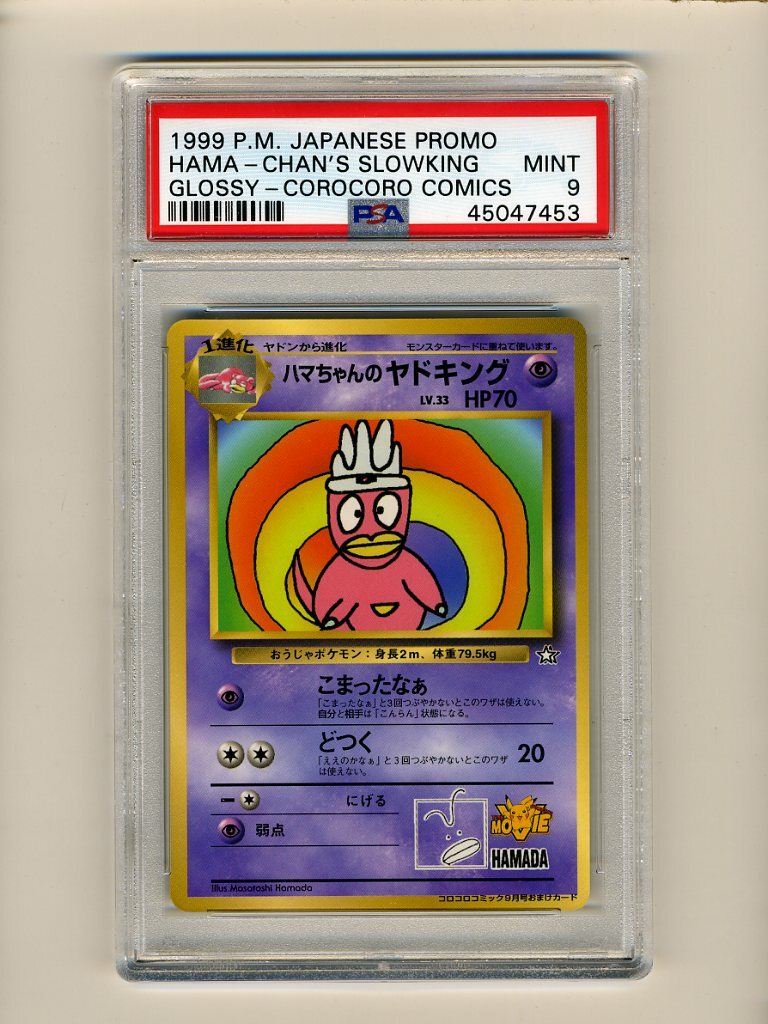 1999 P.M. JAPANESE PROMO
HAMA-CHAN'S SLOWKING MINT
GLOSSY-COROCORO COMICS 9
PSA 45047453
1進化 ヤドンから進化 モンスターカードに重ねて使います。
ハマちゃんのヤドキング
LV.33 HP70
おうじゃポケモン：身長2m、体重79.5kg
こまったなぁ
「こまったなぁ」と3回つぶやかないとこのワザは使えない。
自分と相手は「こんらん」状態になる。
どつく 20
「ええのかなぁ」と3回つぶやかないとこのワザ
は使えない。
にげる
弱点
THE MOVIE
HAMADA
Illus.Masatoshi Hamada
コロコロコミック9月号おまけカード